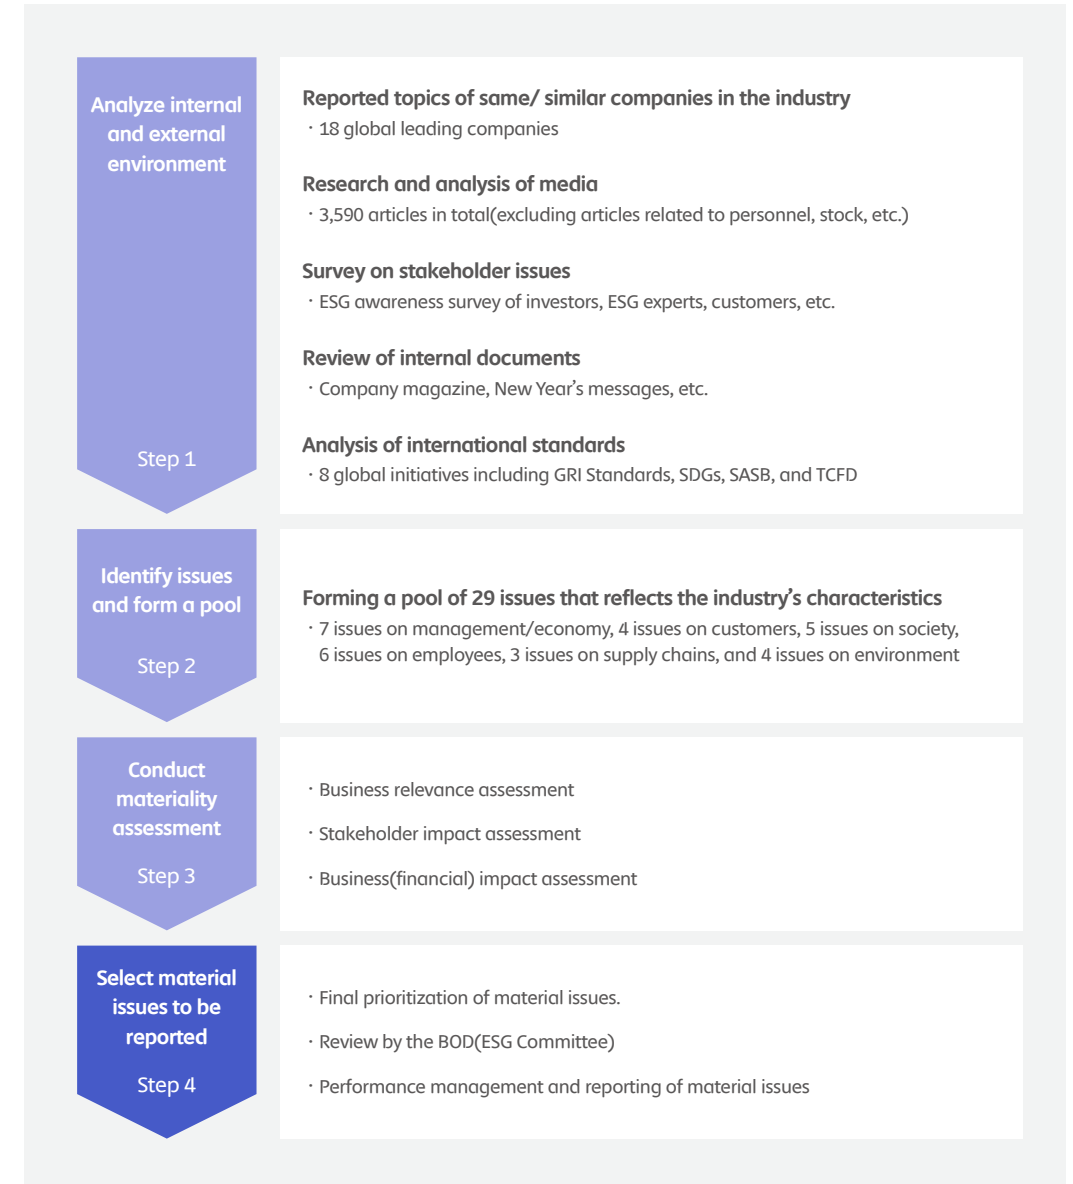 Analyze internal
and external
environment
Step 1
Reported topics of same/ similar companies in the industry
· 18 global leading companies
Research and analysis of media
· 3,590 articles in total(excluding articles related to personnel, stock, etc.)
Survey on stakeholder issues
· ESG awareness survey of investors, ESG experts, customers, etc.
Review of internal documents
· Company magazine, New Year’s messages, etc.
Analysis of international standards
· 8 global initiatives including GRI Standards, SDGs, SASB, and TCFD
Identify issues
and form a pool
Step 2
Forming a pool of 29 issues that reflects the industry’s characteristics
· 7 issues on management/economy, 4 issues on customers, 5 issues on society,
6 issues on employees, 3 issues on supply chains, and 4 issues on environment
Conduct
materiality
assessment
Step 3
· Business relevance assessment
· Stakeholder impact assessment
· Business(financial) impact assessment
Select material
issues to be
reported
Step 4
· Final prioritization of material issues.
· Review by the BOD(ESG Committee)
· Performance management and reporting of material issues